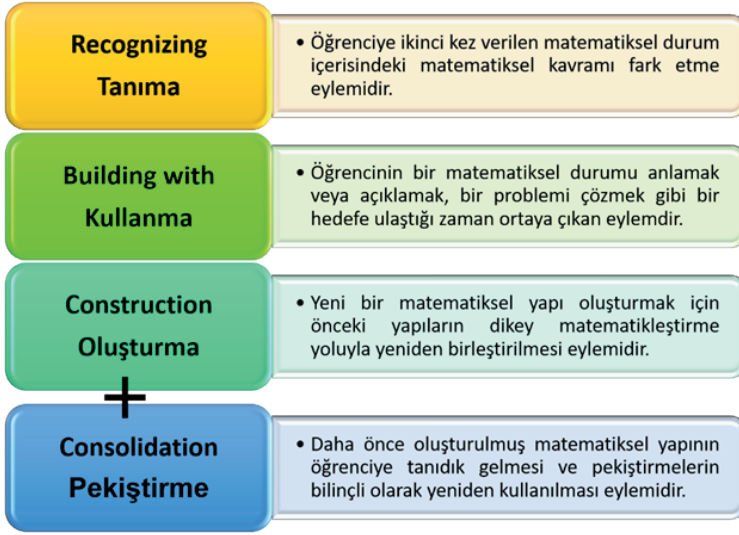 Recognizing
Tanıma
• Öğrenciye ikinci kez verilen matematiksel durum
içerisindeki matematiksel kavramı fark etme
eylemidir.
Building with
Kullanma
• Öğrencinin bir matematiksel durumu anlamak
veya açıklamak, bir problemi çözmek gibi bir
hedefe ulaştığı zaman ortaya çıkan eylemdir.
Construction
Oluşturma
• Yeni bir matematiksel yapı oluşturmak için
önceki yapıların dikey matematikleştirme
yoluyla yeniden birleştirilmesi eylemidir.
+
Consolidation
Pekiştirme
• Daha önce oluşturulmuş matematiksel yapının
öğrenciye tanıdık gelmesi ve pekiştirmelerin
bilinçli olarak yeniden kullanılması eylemidir.